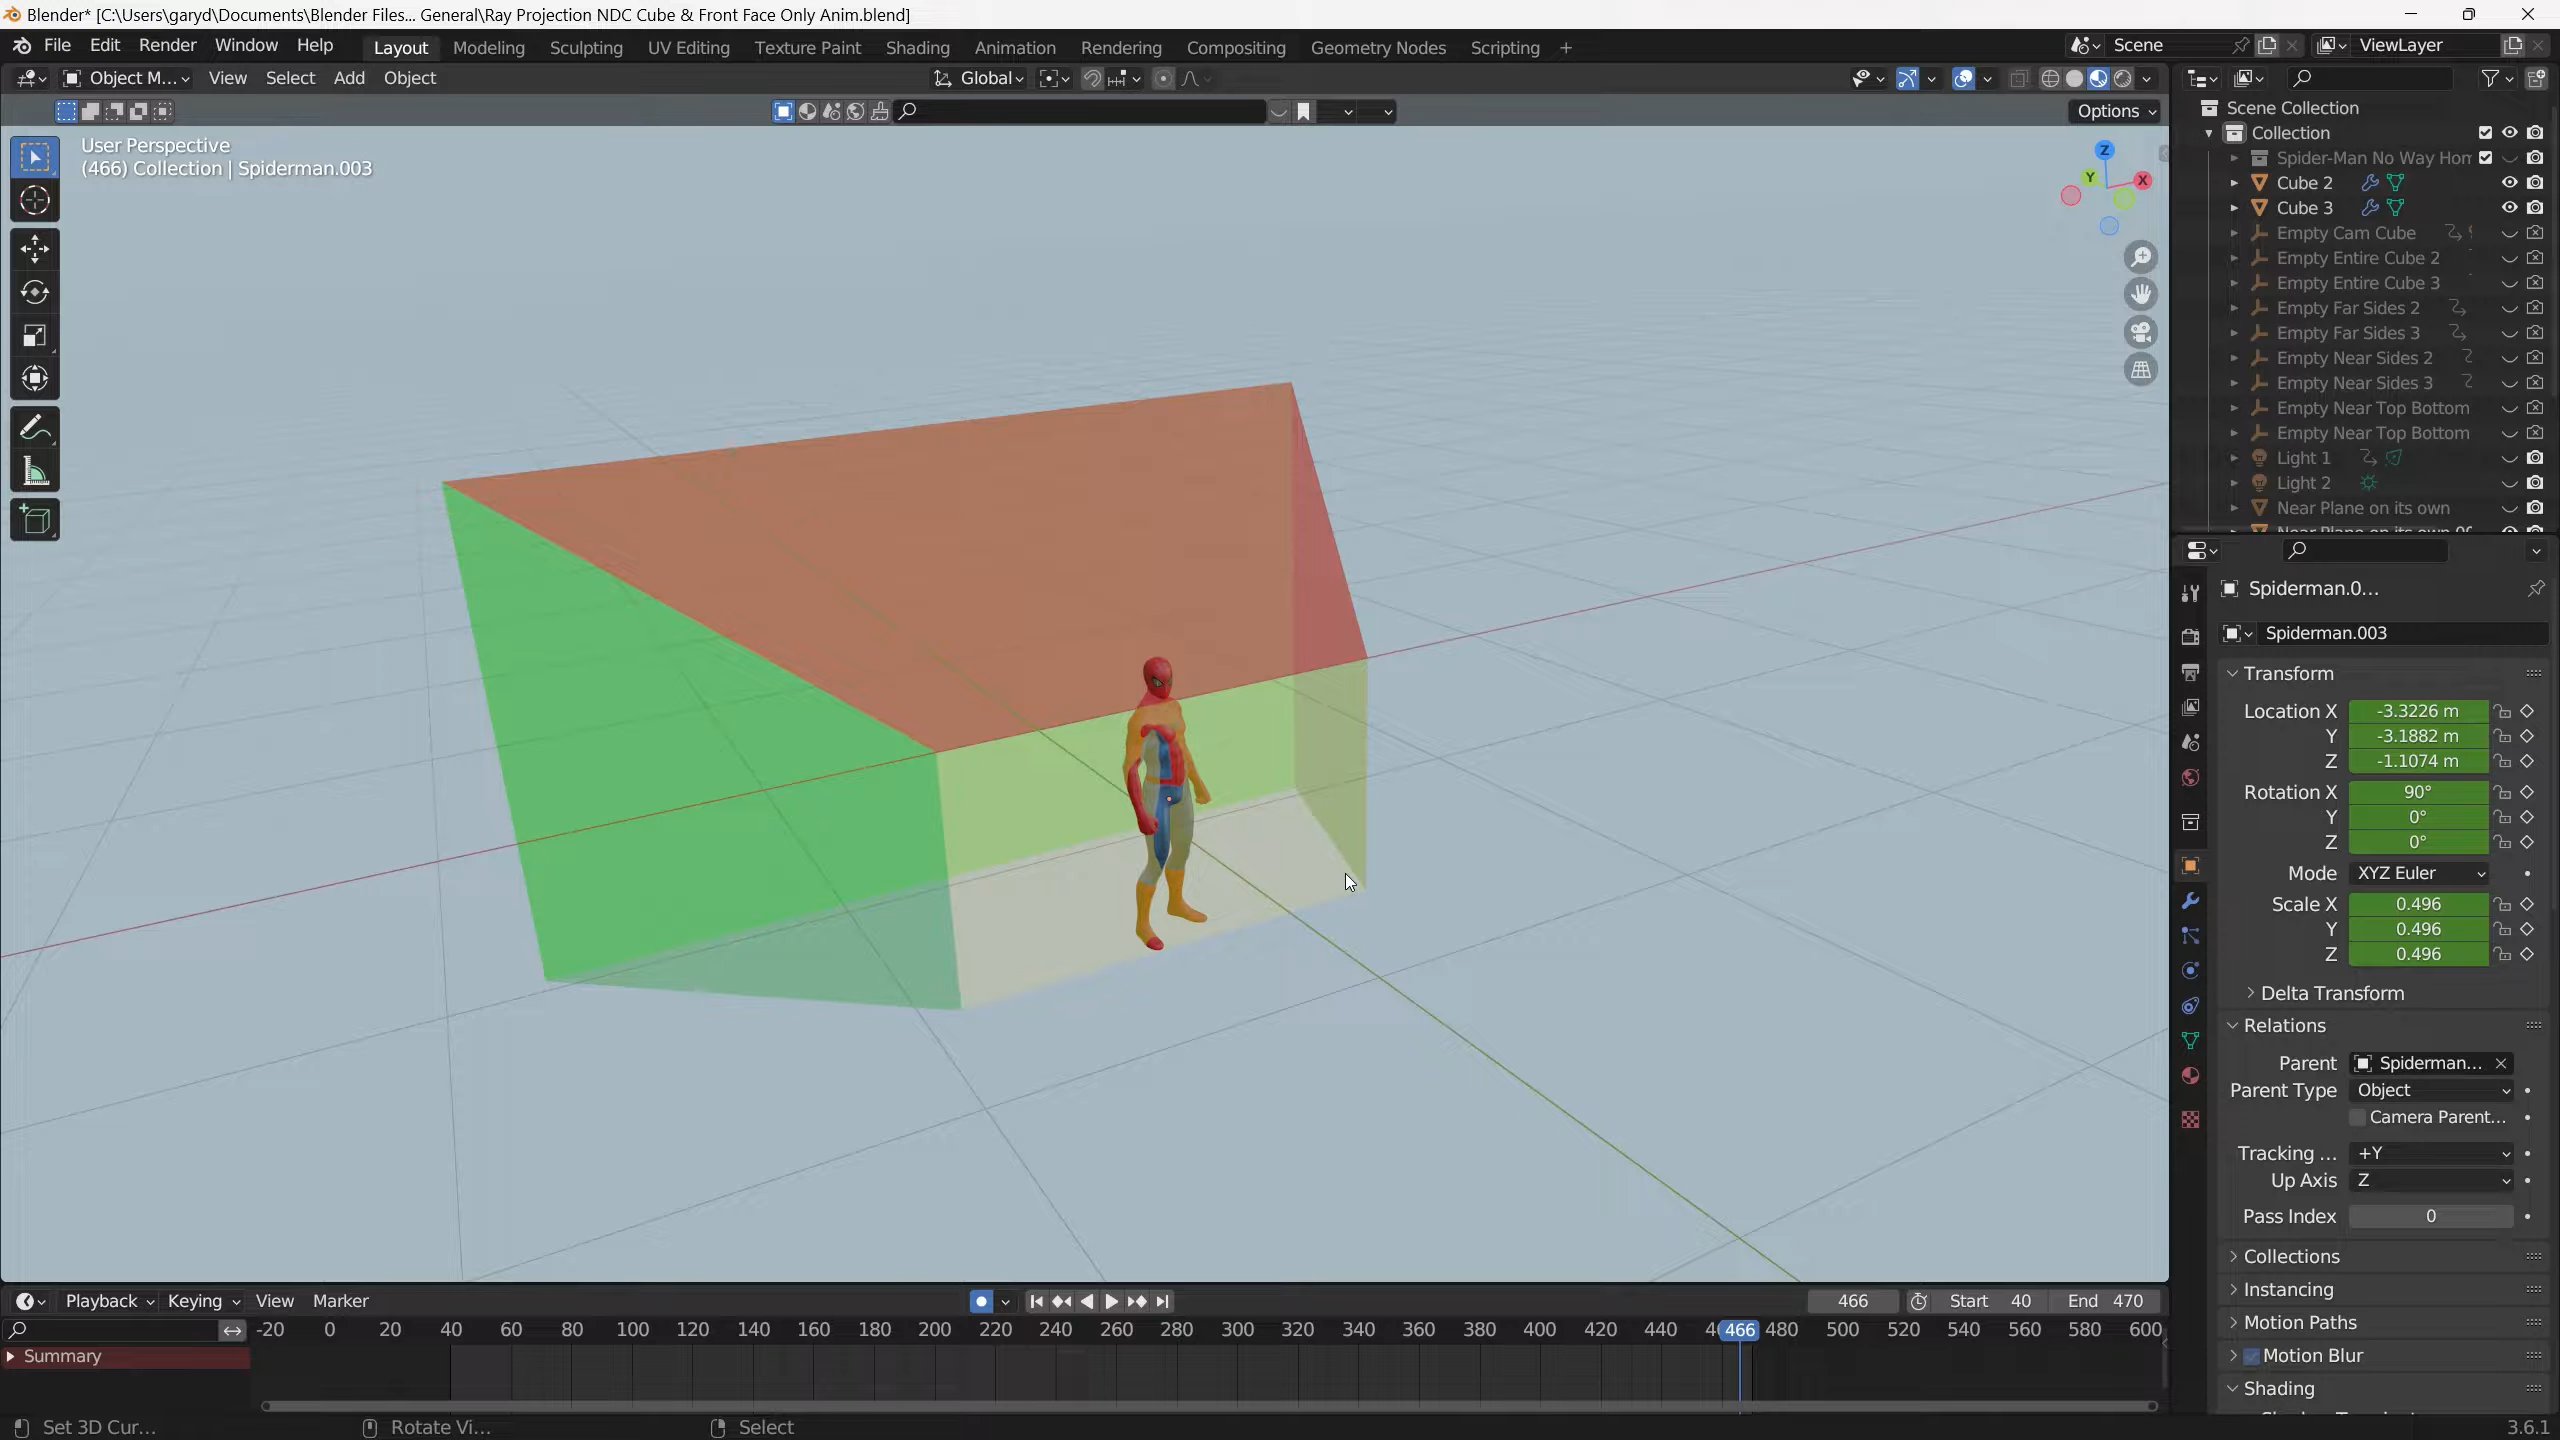 Blender* [C:\Users\garyd\Documents\Blender Files... General\Ray Projection NDC Cube & Front Face Only Anim.blend]
File Edit Render Window Help Layout Modeling Sculpting UV Editing Texture Paint Shading Animation Rendering Compositing Geometry Nodes Scripting + Scene ViewLayer
Object M... View Select Add Object Global
Options
User Perspective
(466) Collection | Spiderman.003
Z
Y
X
Scene Collection
Collection
Spider-Man No Way Hom
Cube 2
Cube 3
Empty Cam Cube
Empty Entire Cube 2
Empty Entire Cube 3
Empty Far Sides 2
Empty Far Sides 3
Empty Near Sides 2
Empty Near Sides 3
Empty Near Top Bottom
Empty Near Top Bottom
Light 1
Light 2
Near Plane on its own
Spiderman.0...
Spiderman.003
Transform
Location X -3.3226 m
Y -3.1882 m
Z -1.1074 m
Rotation X 90°
Y 0°
Z 0°
Mode XYZ Euler
Scale X 0.496
Y 0.496
Z 0.496
Delta Transform
Relations
Parent Spiderman...
Parent Type Object
Camera Parent...
Tracking ... +Y
Up Axis Z
Pass Index 0
Collections
Instancing
Motion Paths
Motion Blur
Shading
Playback Keying View Marker 466 Start 40 End 470
-20 0 20 40 60 80 100 120 140 160 180 200 220 240 260 280 300 320 340 360 380 400 420 440 466 480 500 520 540 560 580 600
Summary
Set 3D Cur... Rotate Vi... Select 3.6.1